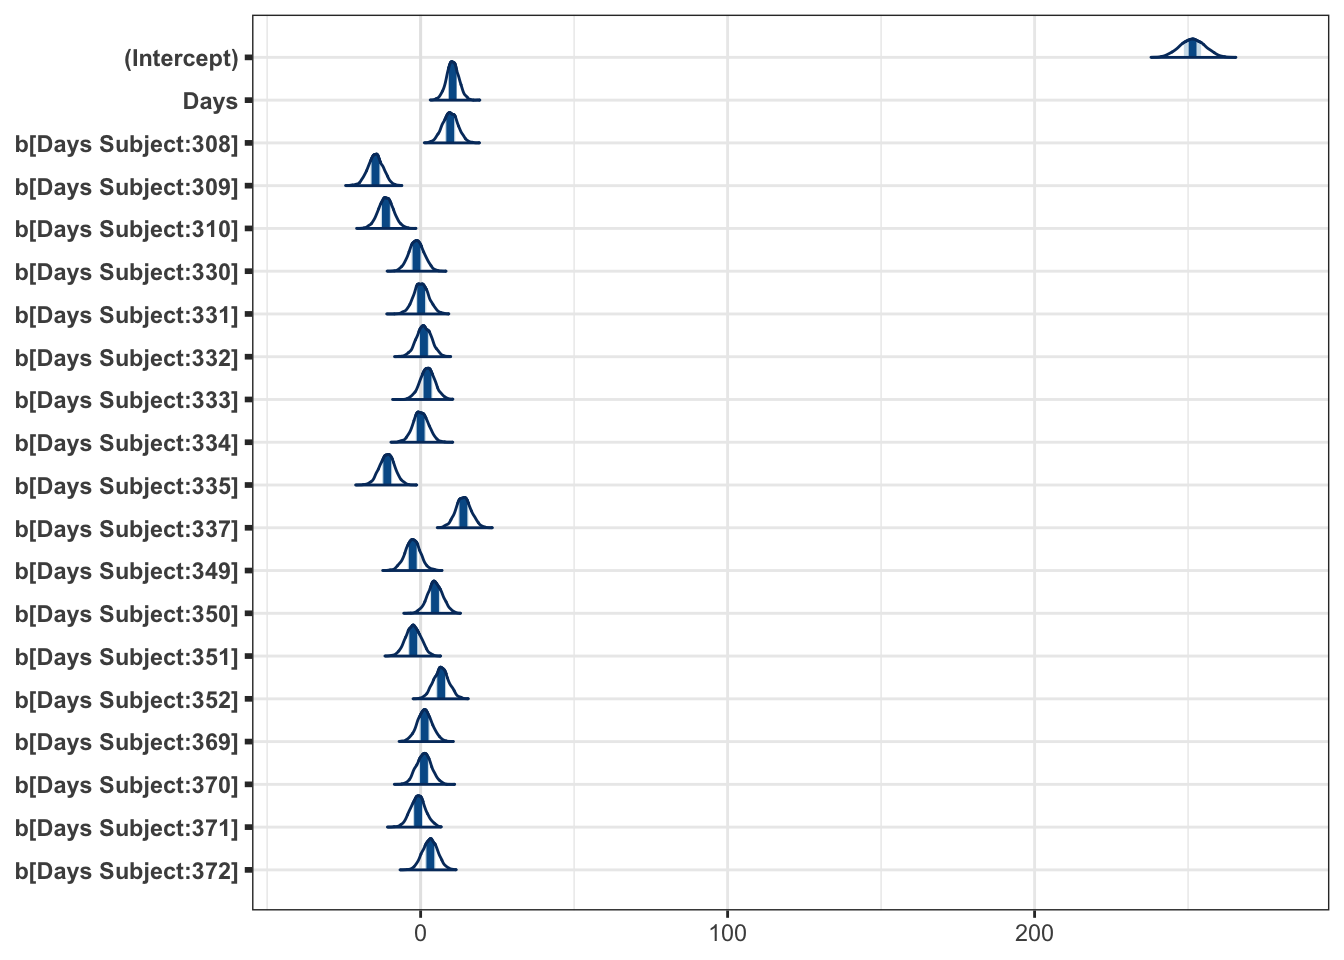 (Intercept)
Days
b[Days Subject:308]
b[Days Subject:309]
b[Days Subject:310]
b[Days Subject:330]
b[Days Subject:331]
b[Days Subject:332]
b[Days Subject:333]
b[Days Subject:334]
b[Days Subject:335]
b[Days Subject:337]
b[Days Subject:349]
b[Days Subject:350]
b[Days Subject:351]
b[Days Subject:352]
b[Days Subject:369]
b[Days Subject:370]
b[Days Subject:371]
b[Days Subject:372]
0 100 200